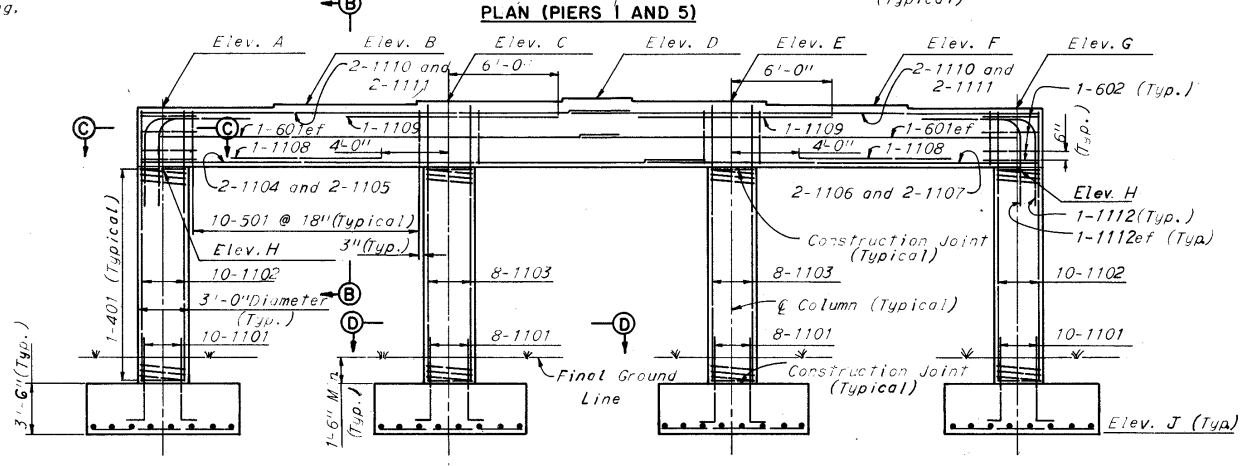 ng,
B
(Typical)
PLAN (PIERS 1 AND 5)
Elev. A
Elev. B
Elev. C
Elev. D
Elev. E
Elev. F
Elev. G
2-1110 and
2-1111
6'-0"
6'-0"
2-1110 and
2-1111
1-602 (Typ.)
C
C
1-601ef
1-1109
1-1109
1-601ef
1-1108
4'-0"
4'-0"
1-1108
6"
(Typ.)
2-1104 and 2-1105
2-1106 and 2-1107
Elev. H
10-501 @ 18" (Typical)
1-1112 (Typ.)
Elev. H
3" (Typ.)
Construction Joint
(Typical)
1-1112ef (Typ.)
1-401 (Typical)
10-1102
8-1103
8-1103
10-1102
B
3'-0" Diameter
(Typ.)
℄ Column (Typical)
D
D
10-1101
8-1101
8-1101
10-1101
Final Ground
Line
Construction Joint
(Typical)
3'-6" (Typ.)
1'-6" Min.
(Typ.)
Elev. J (Typ.)